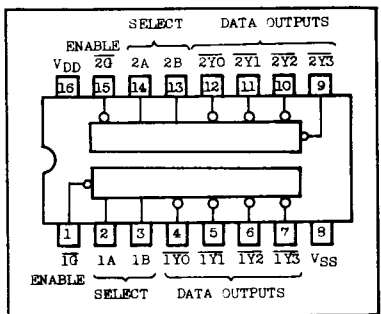 SELECT DATA OUTPUTS
ENABLE
VDD 2G 2A 2B 2Y0 2Y1 2Y2 2Y3
16 15 14 13 12 11 10 9
1 2 3 4 5 6 7 8
1G 1A 1B 1Y0 1Y1 1Y2 1Y3 VSS
ENABLE
SELECT DATA OUTPUTS